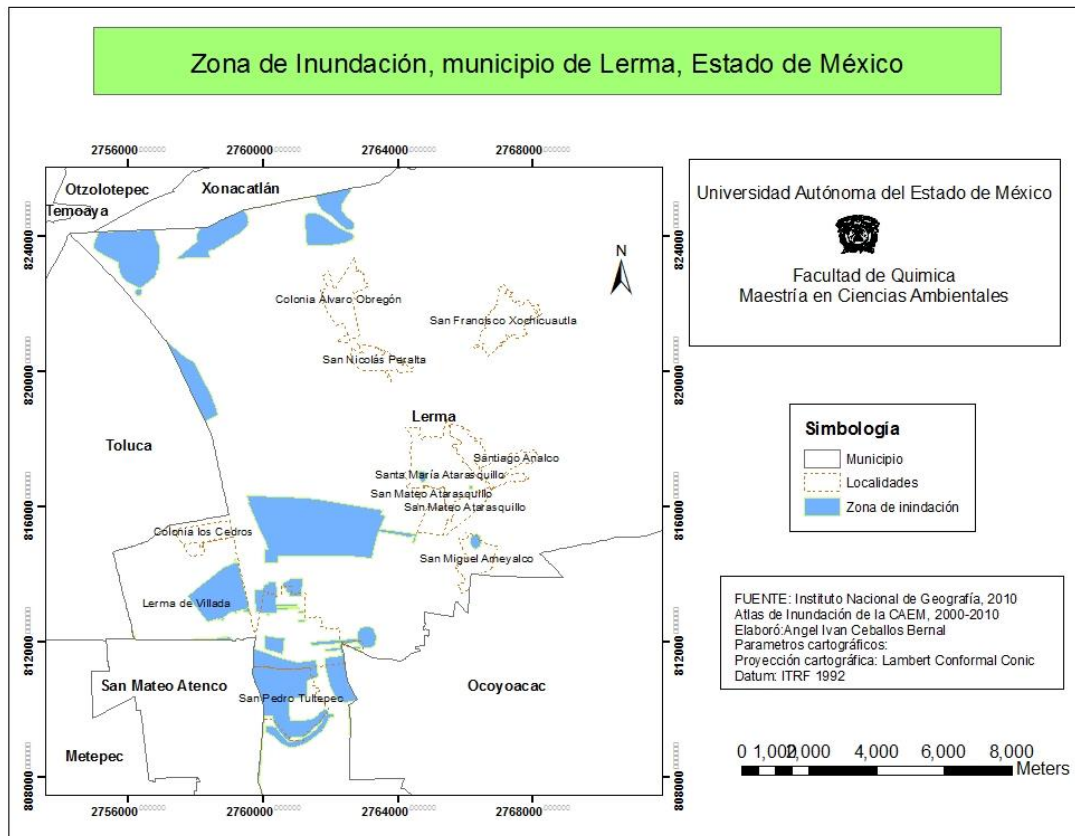 Zona de Inundación, municipio de Lerma, Estado de México
2756000 2760000 2764000 2768000
Otzolotepec
Xonacatlán
Temoaya
824000 824000
Colonia Álvaro Obregón
San Francisco Xochicuautla
San Nicolás Peralta
820000 820000
Lerma
Toluca
Santiago Analco
Santa María Atarasquillo
San Mateo Atarasquillo
San Mateo Atarasquillo
816000 816000
Colonia los Cedros
San Miguel Ameyalco
Lerma de Villada
812000 812000
San Mateo Atenco
Ocoyoacac
San Pedro Tultepec
Metepec
808000 808000
2756000 2760000 2764000 2768000
Universidad Autónoma del Estado de México
Facultad de Quimica
Maestría en Ciencias Ambientales
N
Simbología
Municipio
Localidades
Zona de inindación
FUENTE: Instituto Nacional de Geografía, 2010
Atlas de Inundación de la CAEM, 2000-2010
Elaboró:Angel Ivan Ceballos Bernal
Parametros cartográficos:
Proyección cartográfica: Lambert Conformal Conic
Datum: ITRF 1992
0 1,000 2,000 4,000 6,000 8,000
Meters